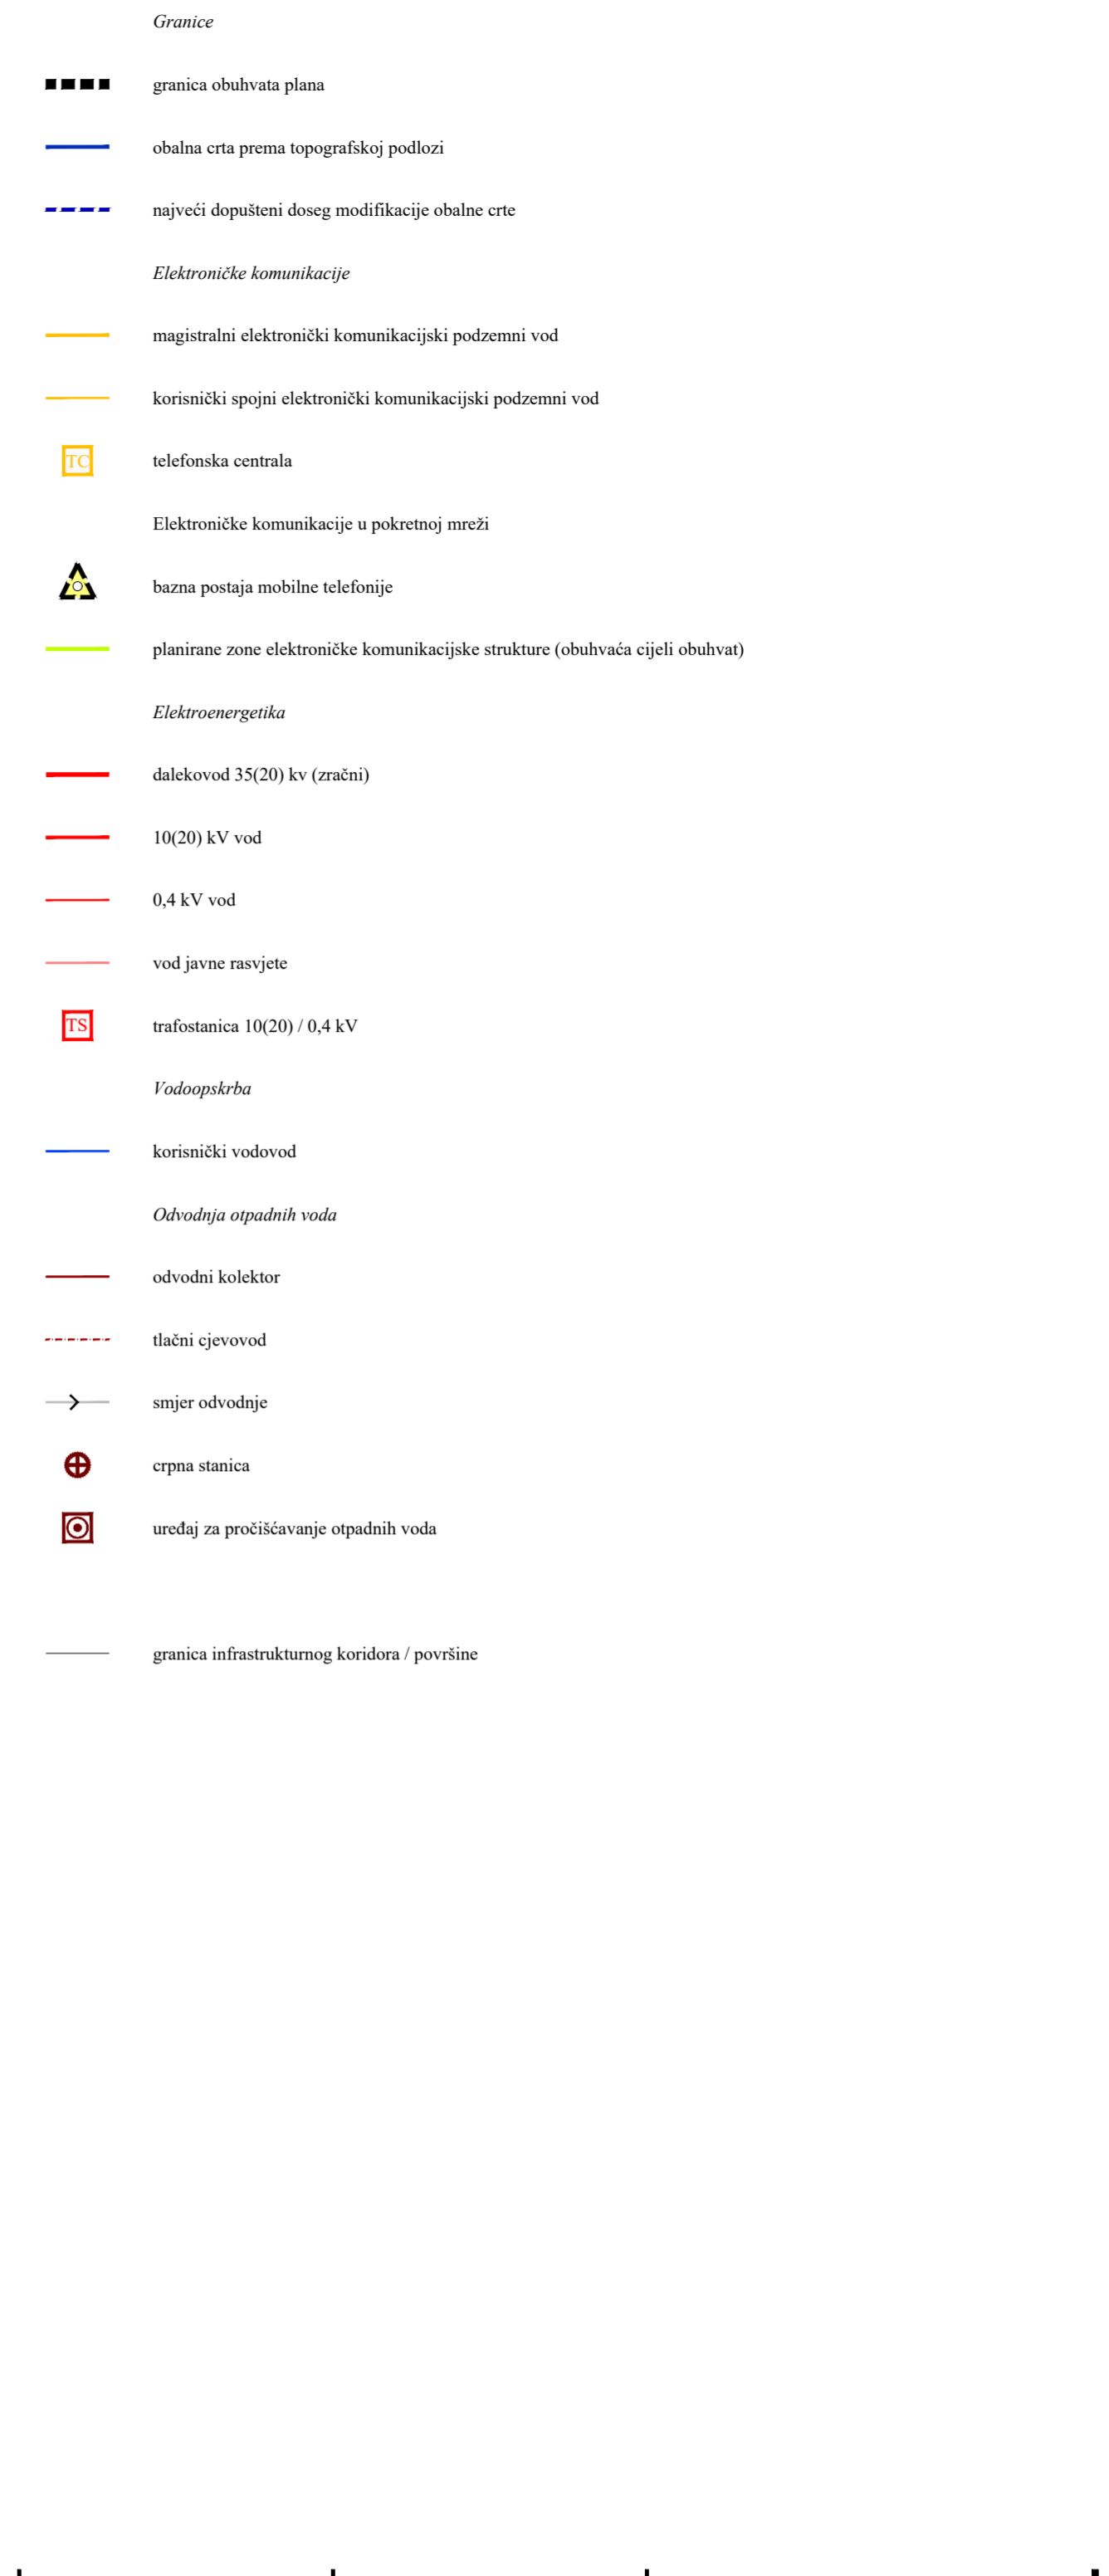 Granice
granica obuhvata plana
obalna crta prema topografskoj podlozi
najveći dopušteni doseg modifikacije obalne crte
Elektroničke komunikacije
magistralni elektronički komunikacijski podzemni vod
korisnički spojni elektronički komunikacijski podzemni vod
TC telefonska centrala
Elektroničke komunikacije u pokretnoj mreži
bazna postaja mobilne telefonije
planirane zone elektroničke komunikacijske strukture (obuhvaća cijeli obuhvat)
Elektroenergetika
dalekovod 35(20) kv (zračni)
10(20) kV vod
0,4 kV vod
vod javne rasvjete
TS trafostanica 10(20) / 0,4 kV
Vodoopskrba
korisnički vodovod
Odvodnja otpadnih voda
odvodni kolektor
tlačni cjevovod
smjer odvodnje
crpna stanica
uređaj za pročišćavanje otpadnih voda
granica infrastrukturnog koridora / površine